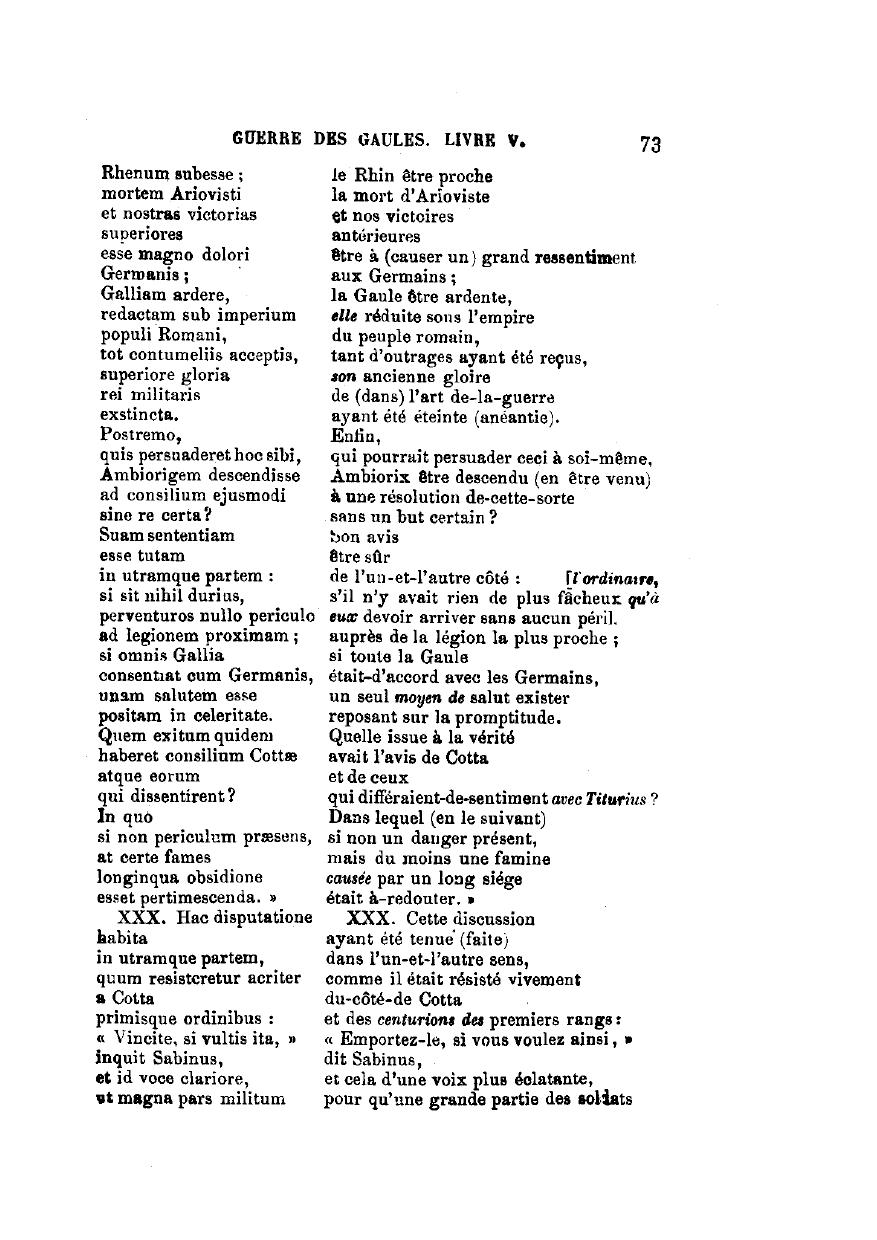 GUERRE DES GAULES. LIVRE V. 73
Rhenum subesse ; le Rhin être proche
mortem Ariovisti la mort d'Arioviste
et nostras victorias et nos victoires
superiores antérieures
esse magno dolori être à (causer un) grand ressentiment
Germanis ; aux Germains ;
Galliam ardere, la Gaule être ardente,
redactam sub imperium elle réduite sous l'empire
populi Romani, du peuple romain,
tot contumeliis acceptis, tant d'outrages ayant été reçus,
superiore gloria son ancienne gloire
rei militaris de (dans) l'art de-la-guerre
exstincta. ayant été éteinte (anéantie).
Postremo, Enfin,
quis persuaderet hoc sibi, qui pourrait persuader ceci à soi-même,
Ambiorigem descendisse Ambiorix être descendu (en être venu)
ad consilium ejusmodi à une résolution de-cette-sorte
sine re certa ? sans un but certain ?
Suam sententiam bon avis
esse tutam être sûr
in utramque partem : de l'un-et-l'autre côté : [l'ordinaire,
si sit nihil durius, s'il n'y avait rien de plus fâcheux qu'à
perventuros nullo periculo eux devoir arriver sans aucun péril.
ad legionem proximam ; auprès de la légion la plus proche ;
si omnis Gallia si toute la Gaule
consentiat cum Germanis, était-d'accord avec les Germains,
unam salutem esse un seul moyen de salut exister
positam in celeritate. reposant sur la promptitude.
Quem exitum quidem Quelle issue à la vérité
haberet consilium Cottæ avait l'avis de Cotta
atque eorum et de ceux
qui dissentirent ? qui différaient-de-sentiment avec Titurius ?
In quo Dans lequel (en le suivant)
si non periculum præsens, si non un danger présent,
at certe fames mais du moins une famine
longinqua obsidione causée par un long siége
esset pertimescenda. » était à-redouter. »
XXX. Hac disputatione XXX. Cette discussion
habita ayant été tenue (faite)
in utramque partem, dans l'un-et-l'autre sens,
quum resisteretur acriter comme il était résisté vivement
a Cotta du-côté-de Cotta
primisque ordinibus : et des centurions des premiers rangs :
« Vincite, si vultis ita, » « Emportez-le, si vous voulez ainsi, »
inquit Sabinus, dit Sabinus,
et id voce clariore, et cela d'une voix plus éclatante,
ut magna pars militum pour qu'une grande partie des soldats